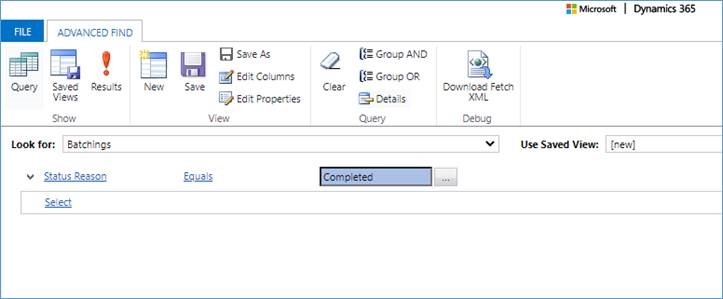 Microsoft | Dynamics 365
FILE ADVANCED FIND
Query Saved Views Results New Save Save As Edit Columns Edit Properties Clear Group AND Group OR Details Download Fetch XML
Show View Query Debug
Look for: Batchings Use Saved View: [new]
Status Reason Equals Completed ...
Select